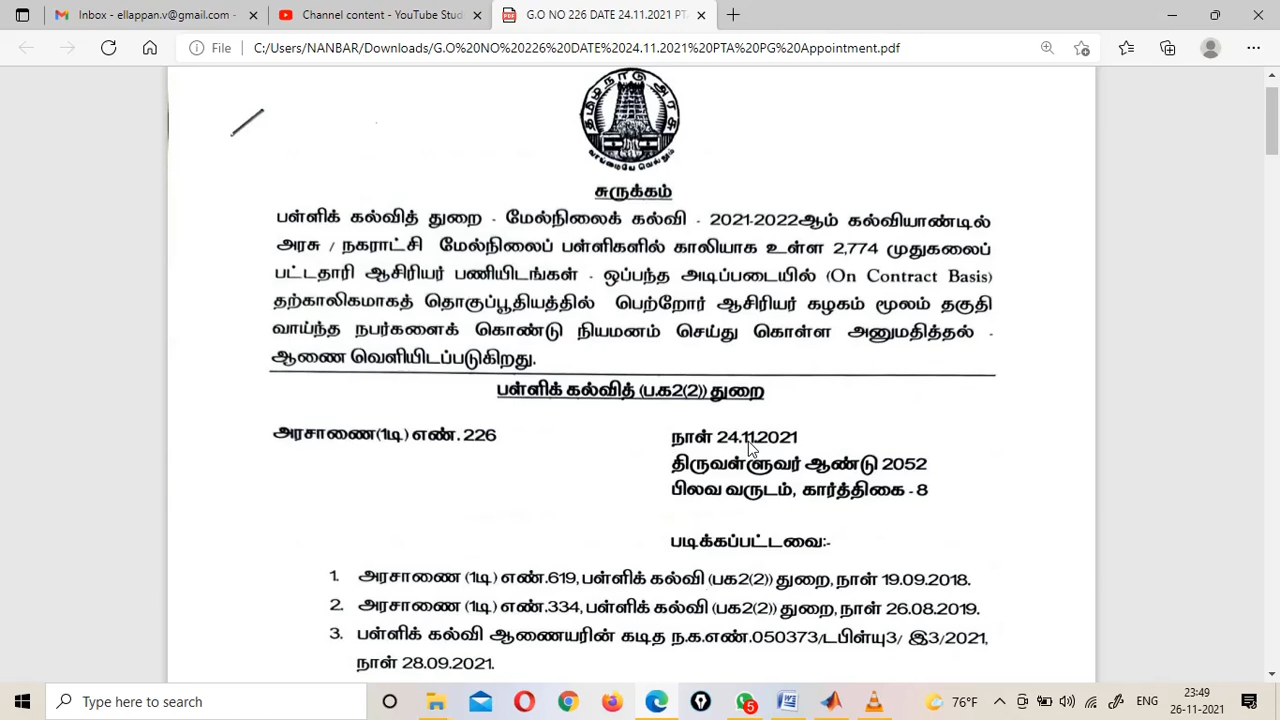 Inbox - ellappan.v@gmail.com
Channel content - YouTube Studio
G.O NO 226 DATE 24.11.2021 PTA
File
C:/Users/NANBAR/Downloads/G.O%20NO%20226%20DATE%2024.11.2021%20PTA%20PG%20Appointment.pdf
தமிழ்நாடு அரசு
வாய்மையே வெல்லும்
சுருக்கம்
பள்ளிக் கல்வித் துறை - மேல்நிலைக் கல்வி - 2021-2022ஆம் கல்வியாண்டில்
அரசு / நகராட்சி மேல்நிலைப் பள்ளிகளில் காலியாக உள்ள 2,774 முதுகலைப்
பட்டதாரி ஆசிரியர் பணியிடங்கள் - ஒப்பந்த அடிப்படையில் (On Contract Basis)
தற்காலிகமாகத் தொகுப்பூதியத்தில் பெற்றோர் ஆசிரியர் கழகம் மூலம் தகுதி
வாய்ந்த நபர்களைக் கொண்டு நியமனம் செய்து கொள்ள அனுமதித்தல் -
ஆணை வெளியிடப்படுகிறது.
பள்ளிக் கல்வித் (ப.க2(2)) துறை
அரசாணை(1டி) எண். 226
நாள் 24.11.2021
திருவள்ளுவர் ஆண்டு 2052
பிலவ வருடம், கார்த்திகை - 8
படிக்கப்பட்டவை:-
1. அரசாணை (1டி) எண்.619, பள்ளிக் கல்வி (பக2(2)) துறை, நாள் 19.09.2018.
2. அரசாணை (1டி) எண்.334, பள்ளிக் கல்வி (பக2(2)) துறை, நாள் 26.08.2019.
3. பள்ளிக் கல்வி ஆணையரின் கடித ந.க.எண்.050373/டபிள்யு3/ இ3/2021,
நாள் 28.09.2021.
Type here to search
5
76°F
ENG
23:49
26-11-2021